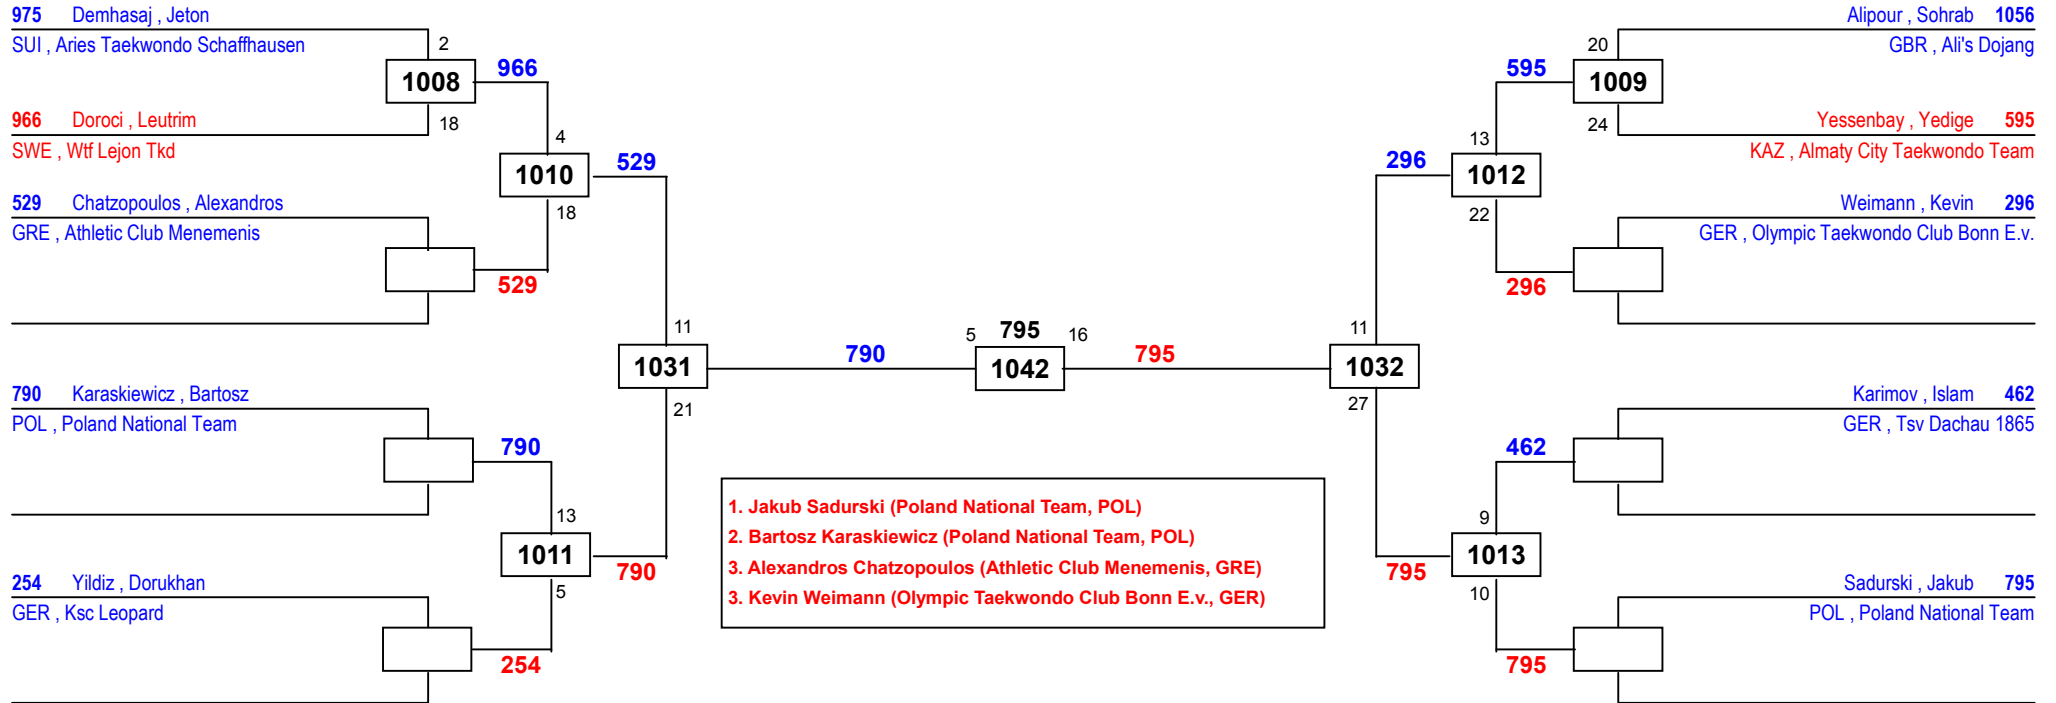 975 Demhasaj , Jeton
SUI , Aries Taekwondo Schaffhausen
2
1008
966
18
966 Doroci , Leutrim
SWE , Wtf Lejon Tkd
4
1010
529
18
529 Chatzopoulos , Alexandros
GRE , Athletic Club Menemenis
529
11
1031
790
21
790 Karaskiewicz , Bartosz
POL , Poland National Team
790
13
1011
790
5
254 Yildiz , Dorukhan
GER , Ksc Leopard
254
5 795 16
1042
795
1. Jakub Sadurski (Poland National Team, POL)
2. Bartosz Karaskiewicz (Poland National Team, POL)
3. Alexandros Chatzopoulos (Athletic Club Menemenis, GRE)
3. Kevin Weimann (Olympic Taekwondo Club Bonn E.v., GER)
Alipour , Sohrab 1056
GBR , Ali's Dojang
20
595
1009
24
Yessenbay , Yedige 595
KAZ , Almaty City Taekwondo Team
13
296
1012
22
Weimann , Kevin 296
GER , Olympic Taekwondo Club Bonn E.v.
296
11
1032
27
Karimov , Islam 462
GER , Tsv Dachau 1865
462
9
1013
795
10
Sadurski , Jakub 795
POL , Poland National Team
795